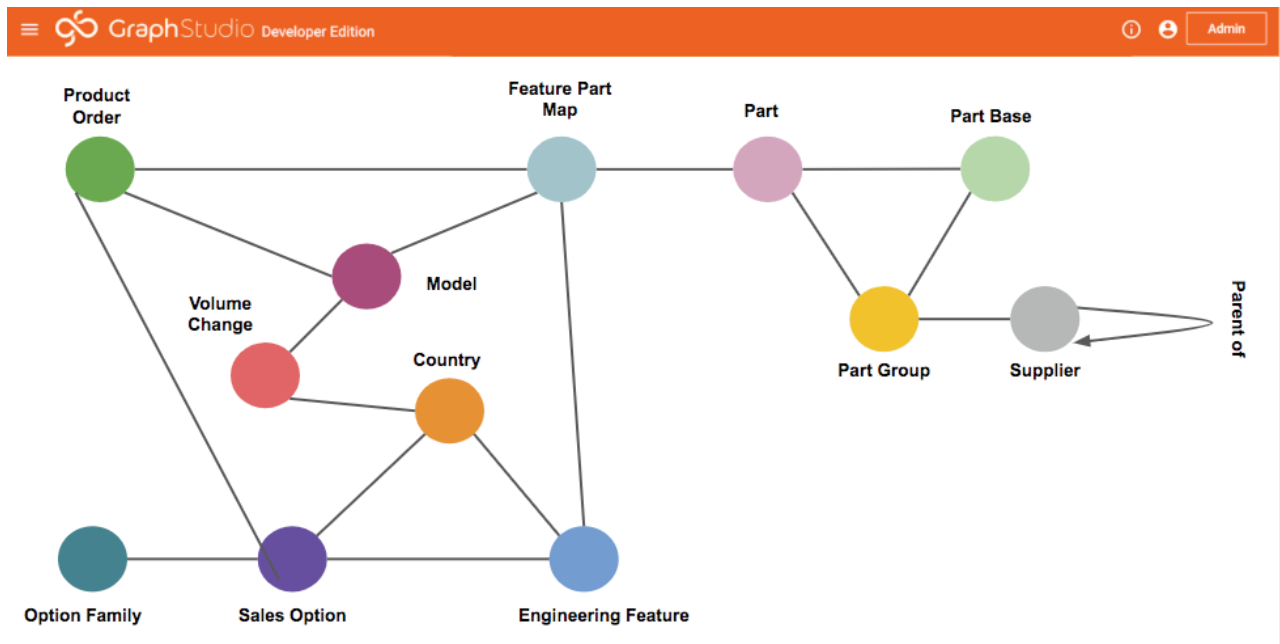 GraphStudio Developer Edition
Admin
Product
Order
Feature Part
Map
Part
Part Base
Model
Volume
Change
Country
Part Group
Supplier
Parent of
Option Family
Sales Option
Engineering Feature